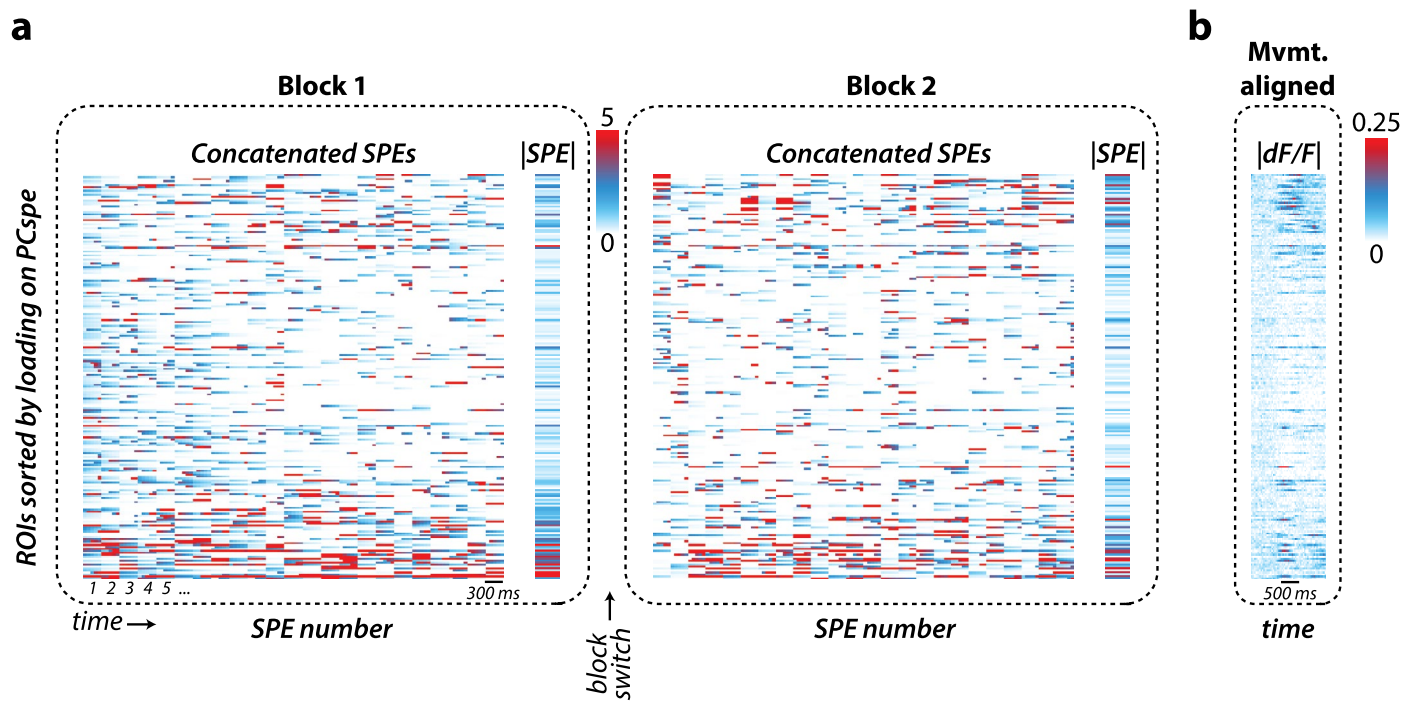 a
Block 1
Concatenated SPEs
|SPE|
ROIs sorted by loading on PCspe
1 2 3 4 5 ...
300 ms
time →
SPE number
5
0
block
switch
Block 2
Concatenated SPEs
|SPE|
SPE number
b
Mvmt.
aligned
|dF/F|
0.25
0
500 ms
time